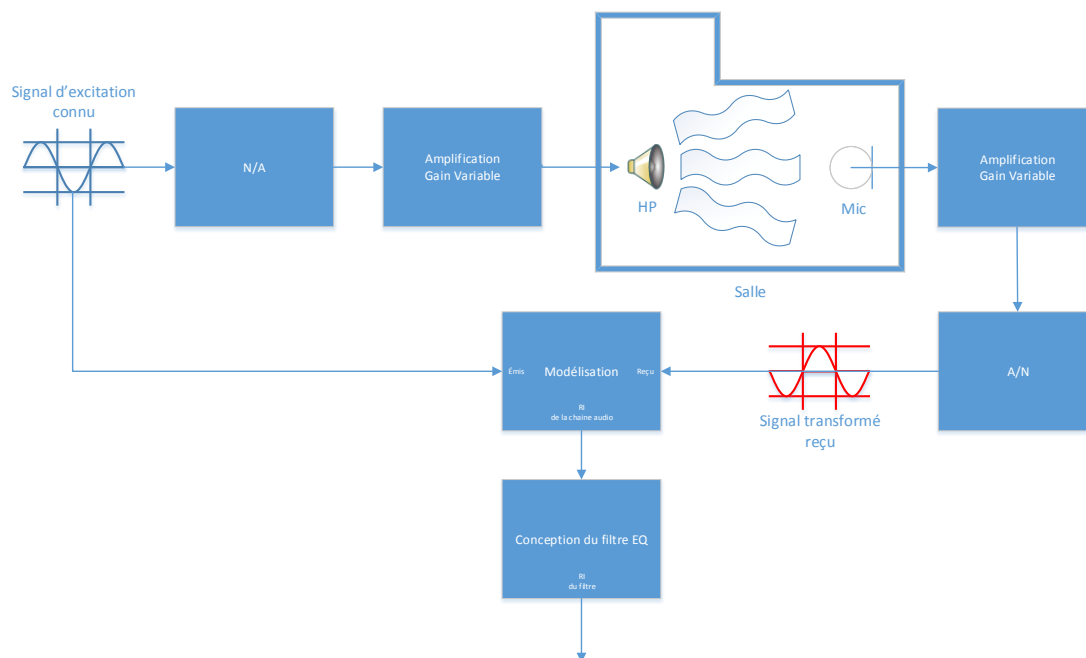 Signal d'excitation
connu
N/A
Amplification
Gain Variable
HP
Mic
Amplification
Gain Variable
Salle
Émis
Modélisation
Reçu
RI
de la chaine audio
A/N
Signal transformé
reçu
Conception du filtre EQ
RI
du filtre